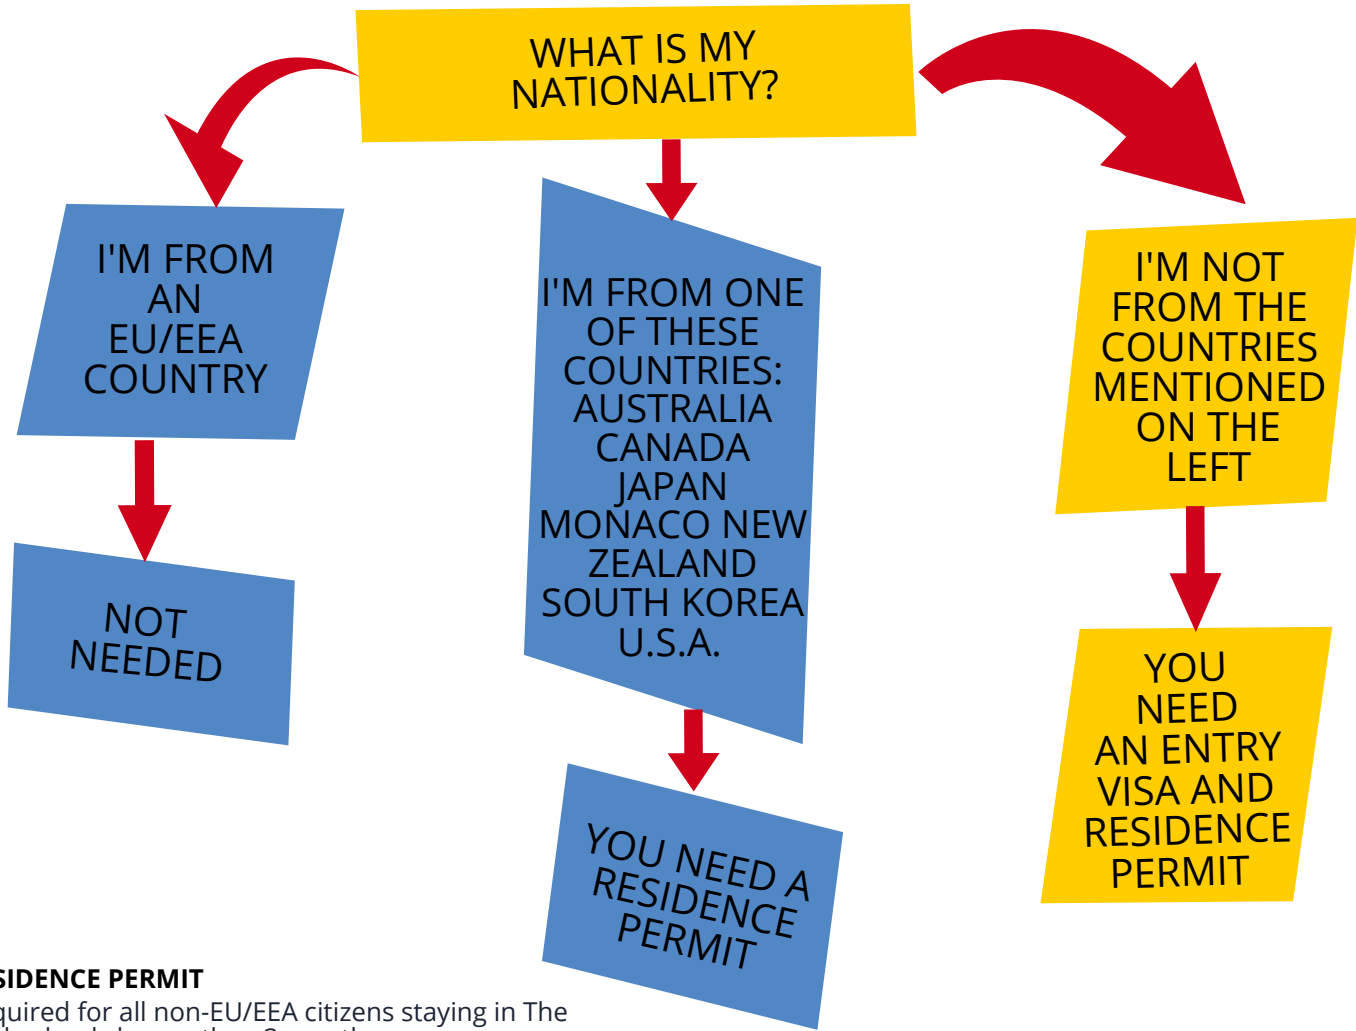 WHAT IS MY
NATIONALITY?
I'M FROM
AN
EU/EEA
COUNTRY
NOT
NEEDED
I'M FROM ONE
OF THESE
COUNTRIES:
AUSTRALIA
CANADA
JAPAN
MONACO NEW
ZEALAND
SOUTH KOREA
U.S.A.
YOU NEED A
RESIDENCE
PERMIT
I'M NOT
FROM THE
COUNTRIES
MENTIONED
ON THE
LEFT
YOU
NEED
AN ENTRY
VISA AND
RESIDENCE
PERMIT
SIDENCE PERMIT
quired for all non-EU/EEA citizens staying in The